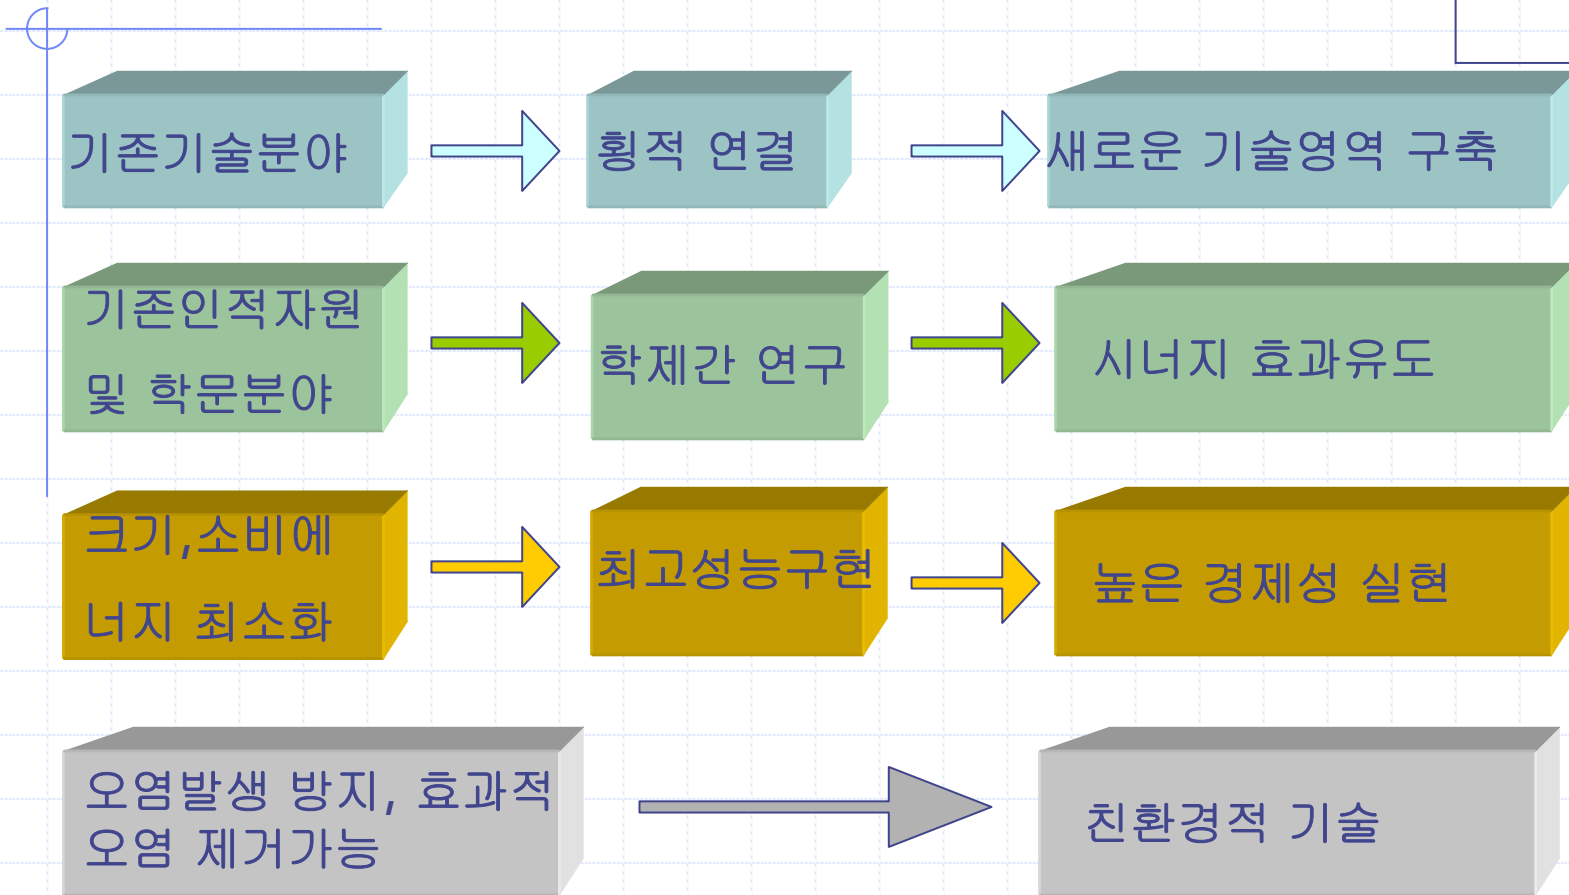 기존기술분야
횡적 연결
새로운 기술영역 구축
기존인적자원
및 학문분야
학제간 연구
시너지 효과유도
크기,소비에
너지 최소화
최고성능구현
높은 경제성 실현
오염발생 방지, 효과적
오염 제거가능
친환경적 기술